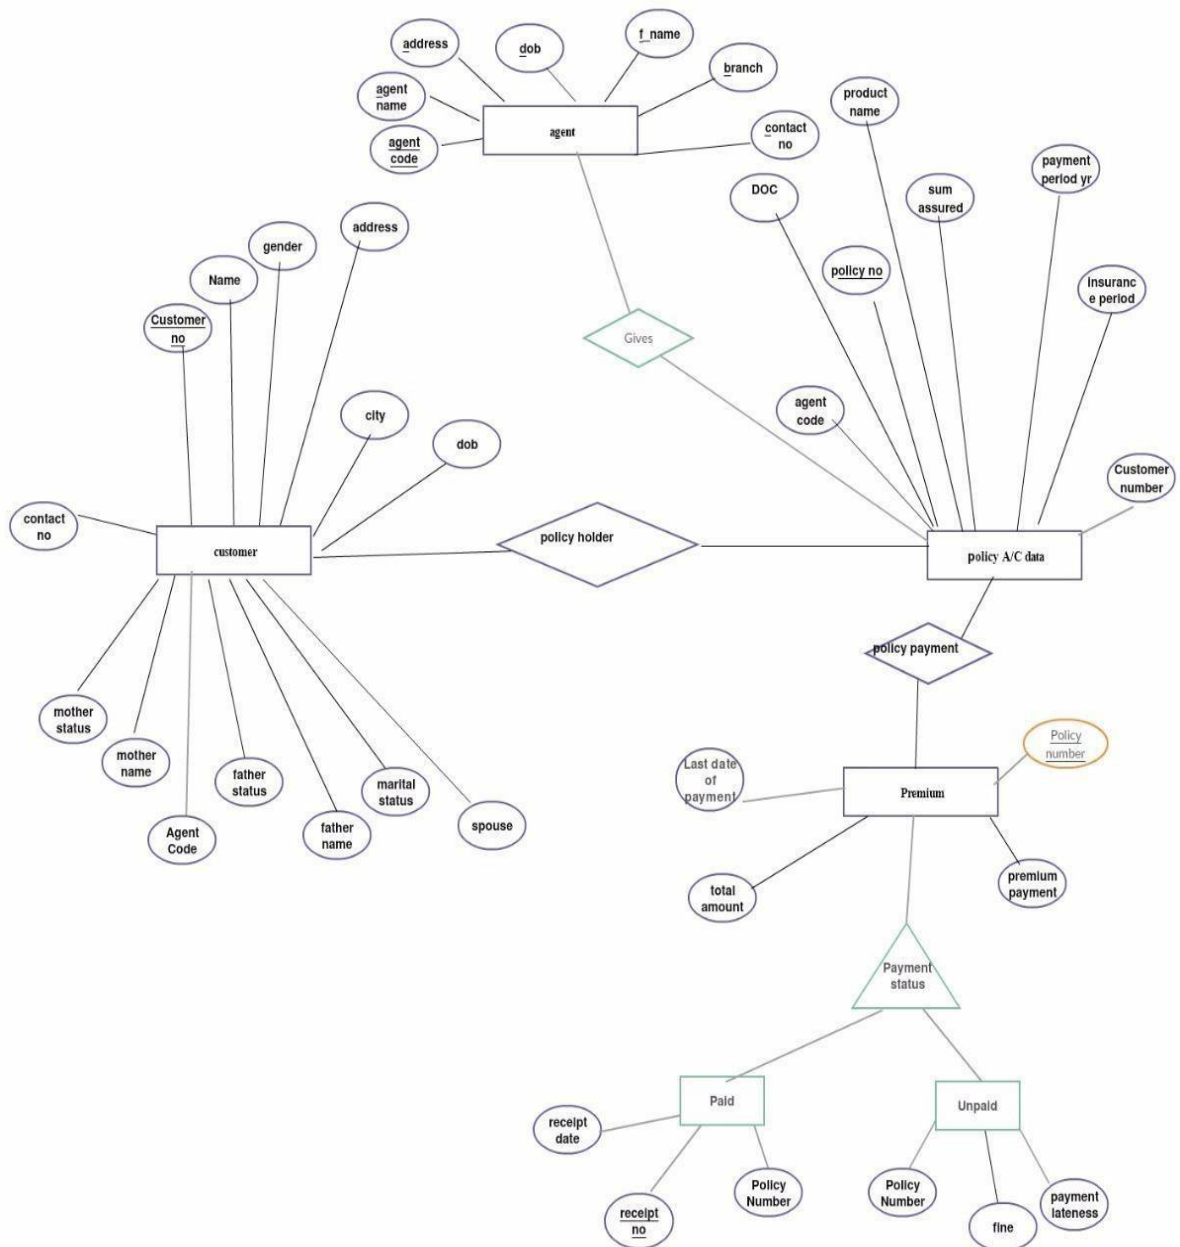 address
dob
f_name
branch
agent
name
agent
code
agent
contact
no
product
name
payment
period yr
DOC
sum
assured
policy no
insuranc
e period
address
gender
Name
Customer
no
Gives
agent
code
city
dob
Customer
number
contact
no
customer
policy holder
policy A/C data
policy payment
mother
status
mother
name
father
status
marital
status
Agent
Code
father
name
spouse
Last date
of
payment
Premium
Policy
number
total
amount
premium
payment
Payment
status
Paid
Unpaid
receipt
date
receipt
no
Policy
Number
Policy
Number
fine
payment
lateness